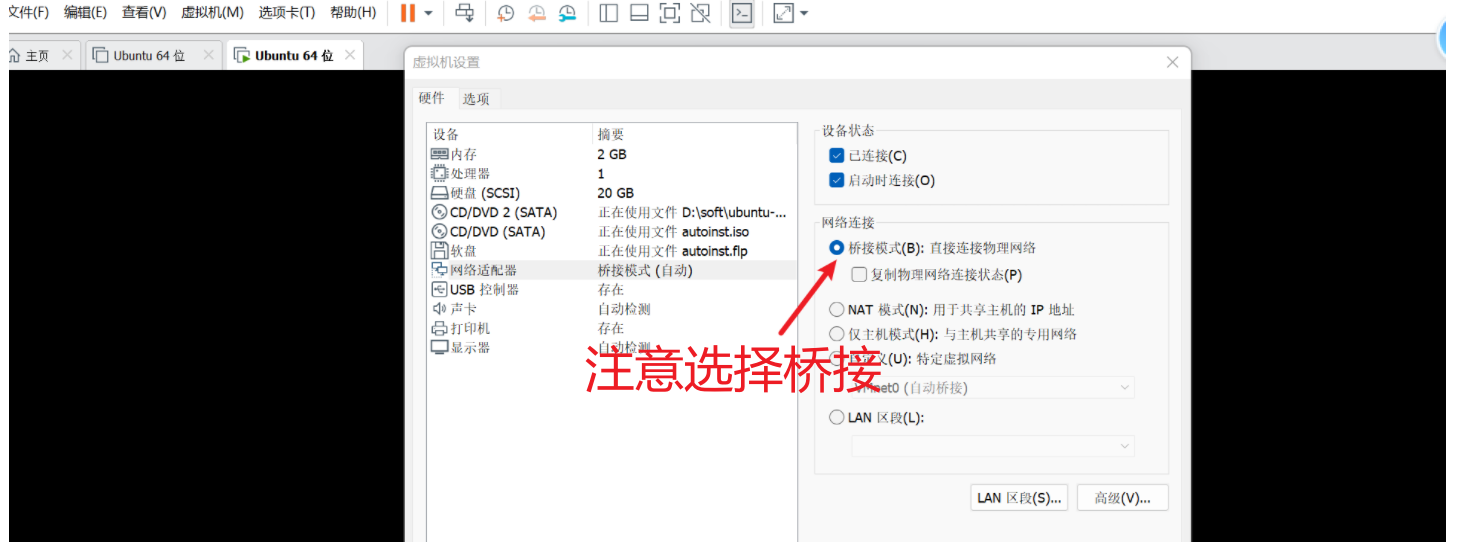 文件(F) 编辑(E) 查看(V) 虚拟机(M) 选项卡(T) 帮助(H)
主页 Ubuntu 64 位 Ubuntu 64 位
虚拟机设置
硬件 选项
设备 摘要
内存 2 GB
处理器 1
硬盘 (SCSI) 20 GB
CD/DVD 2 (SATA) 正在使用文件 D:\soft\ubuntu-...
CD/DVD (SATA) 正在使用文件 autoinst.iso
软盘 正在使用文件 autoinst.flp
网络适配器 桥接模式 (自动)
USB 控制器 存在
声卡 自动检测
打印机 存在
显示器 自动检测
设备状态
已连接(C)
启动时连接(O)
网络连接
桥接模式(B): 直接连接物理网络
复制物理网络连接状态(P)
NAT 模式(N): 用于共享主机的 IP 地址
仅主机模式(H): 与主机共享的专用网络
(U): 特定虚拟网络
注意选择桥接
VMnet0 (自动桥接)
LAN 区段(L):
LAN 区段(S)... 高级(V)...